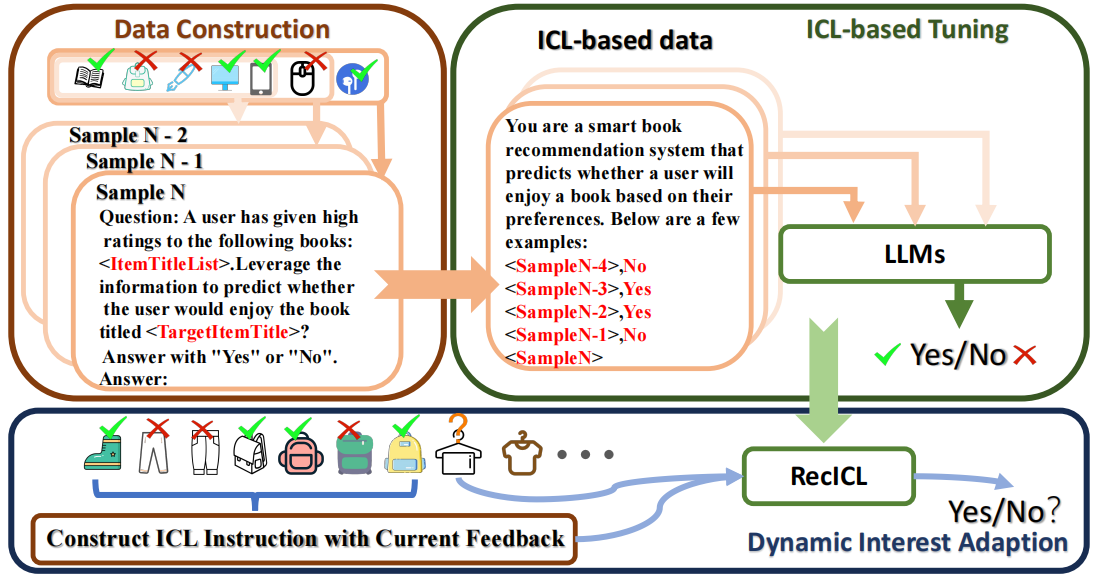 Data Construction
Sample N - 2
Sample N - 1
Sample N
Question: A user has given high
ratings to the following books:
<ItemTitleList>.Leverage the
information to predict whether
the user would enjoy the book
titled <TargetItemTitle>?
Answer with "Yes" or "No".
Answer:
ICL-based data
You are a smart book
recommendation system that
predicts whether a user will
enjoy a book based on their
preferences. Below are a few
examples:
<SampleN-4>,No
<SampleN-3>,Yes
<SampleN-2>,Yes
<SampleN-1>,No
<SampleN>
ICL-based Tuning
LLMs
Yes/No
?
Construct ICL Instruction with Current Feedback
RecICL
Yes/No?
Dynamic Interest Adaption